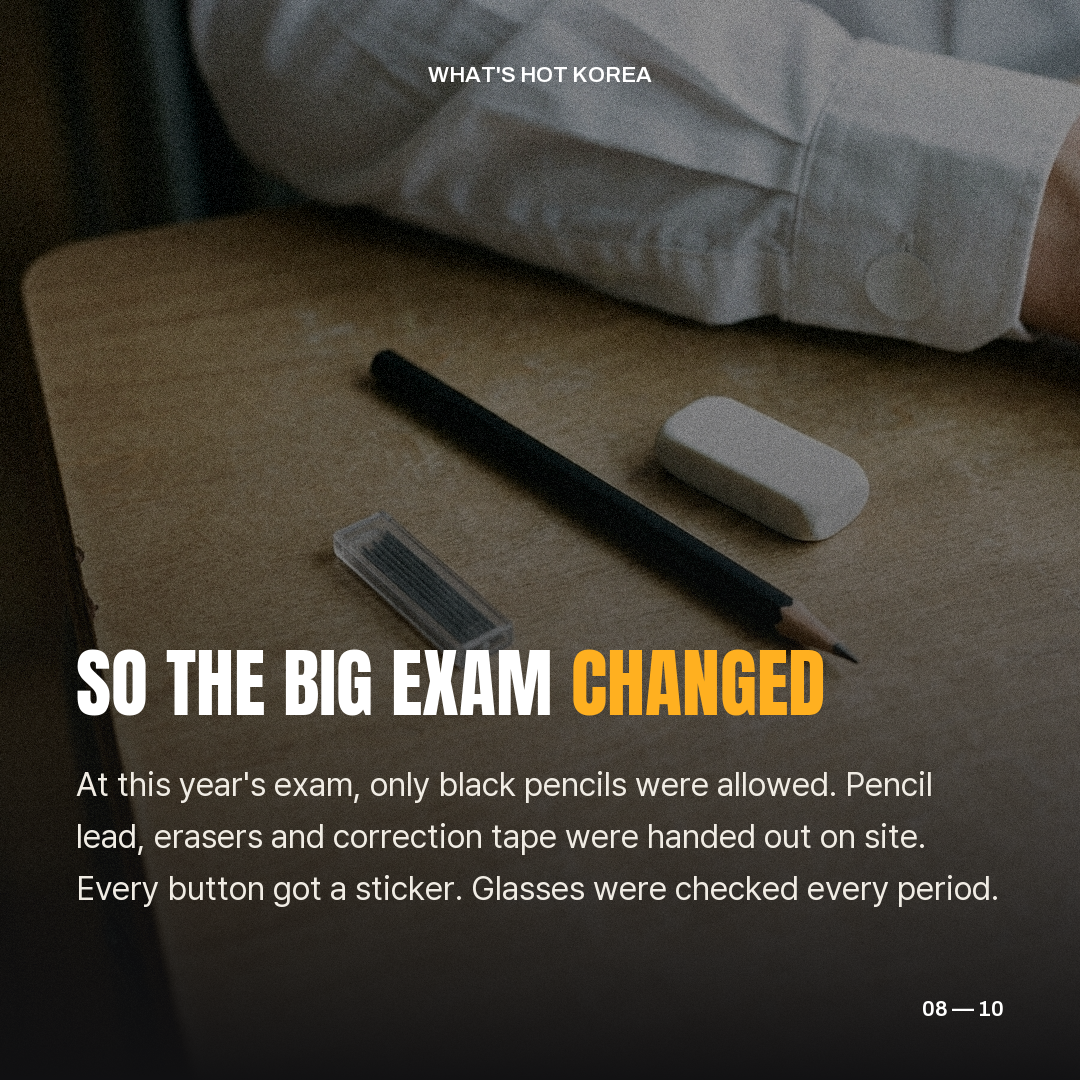 WHAT'S HOT KOREA
SO THE BIG EXAM CHANGED
At this year's exam, only black pencils were allowed. Pencil
lead, erasers and correction tape were handed out on site.
Every button got a sticker. Glasses were checked every period.
08 — 10